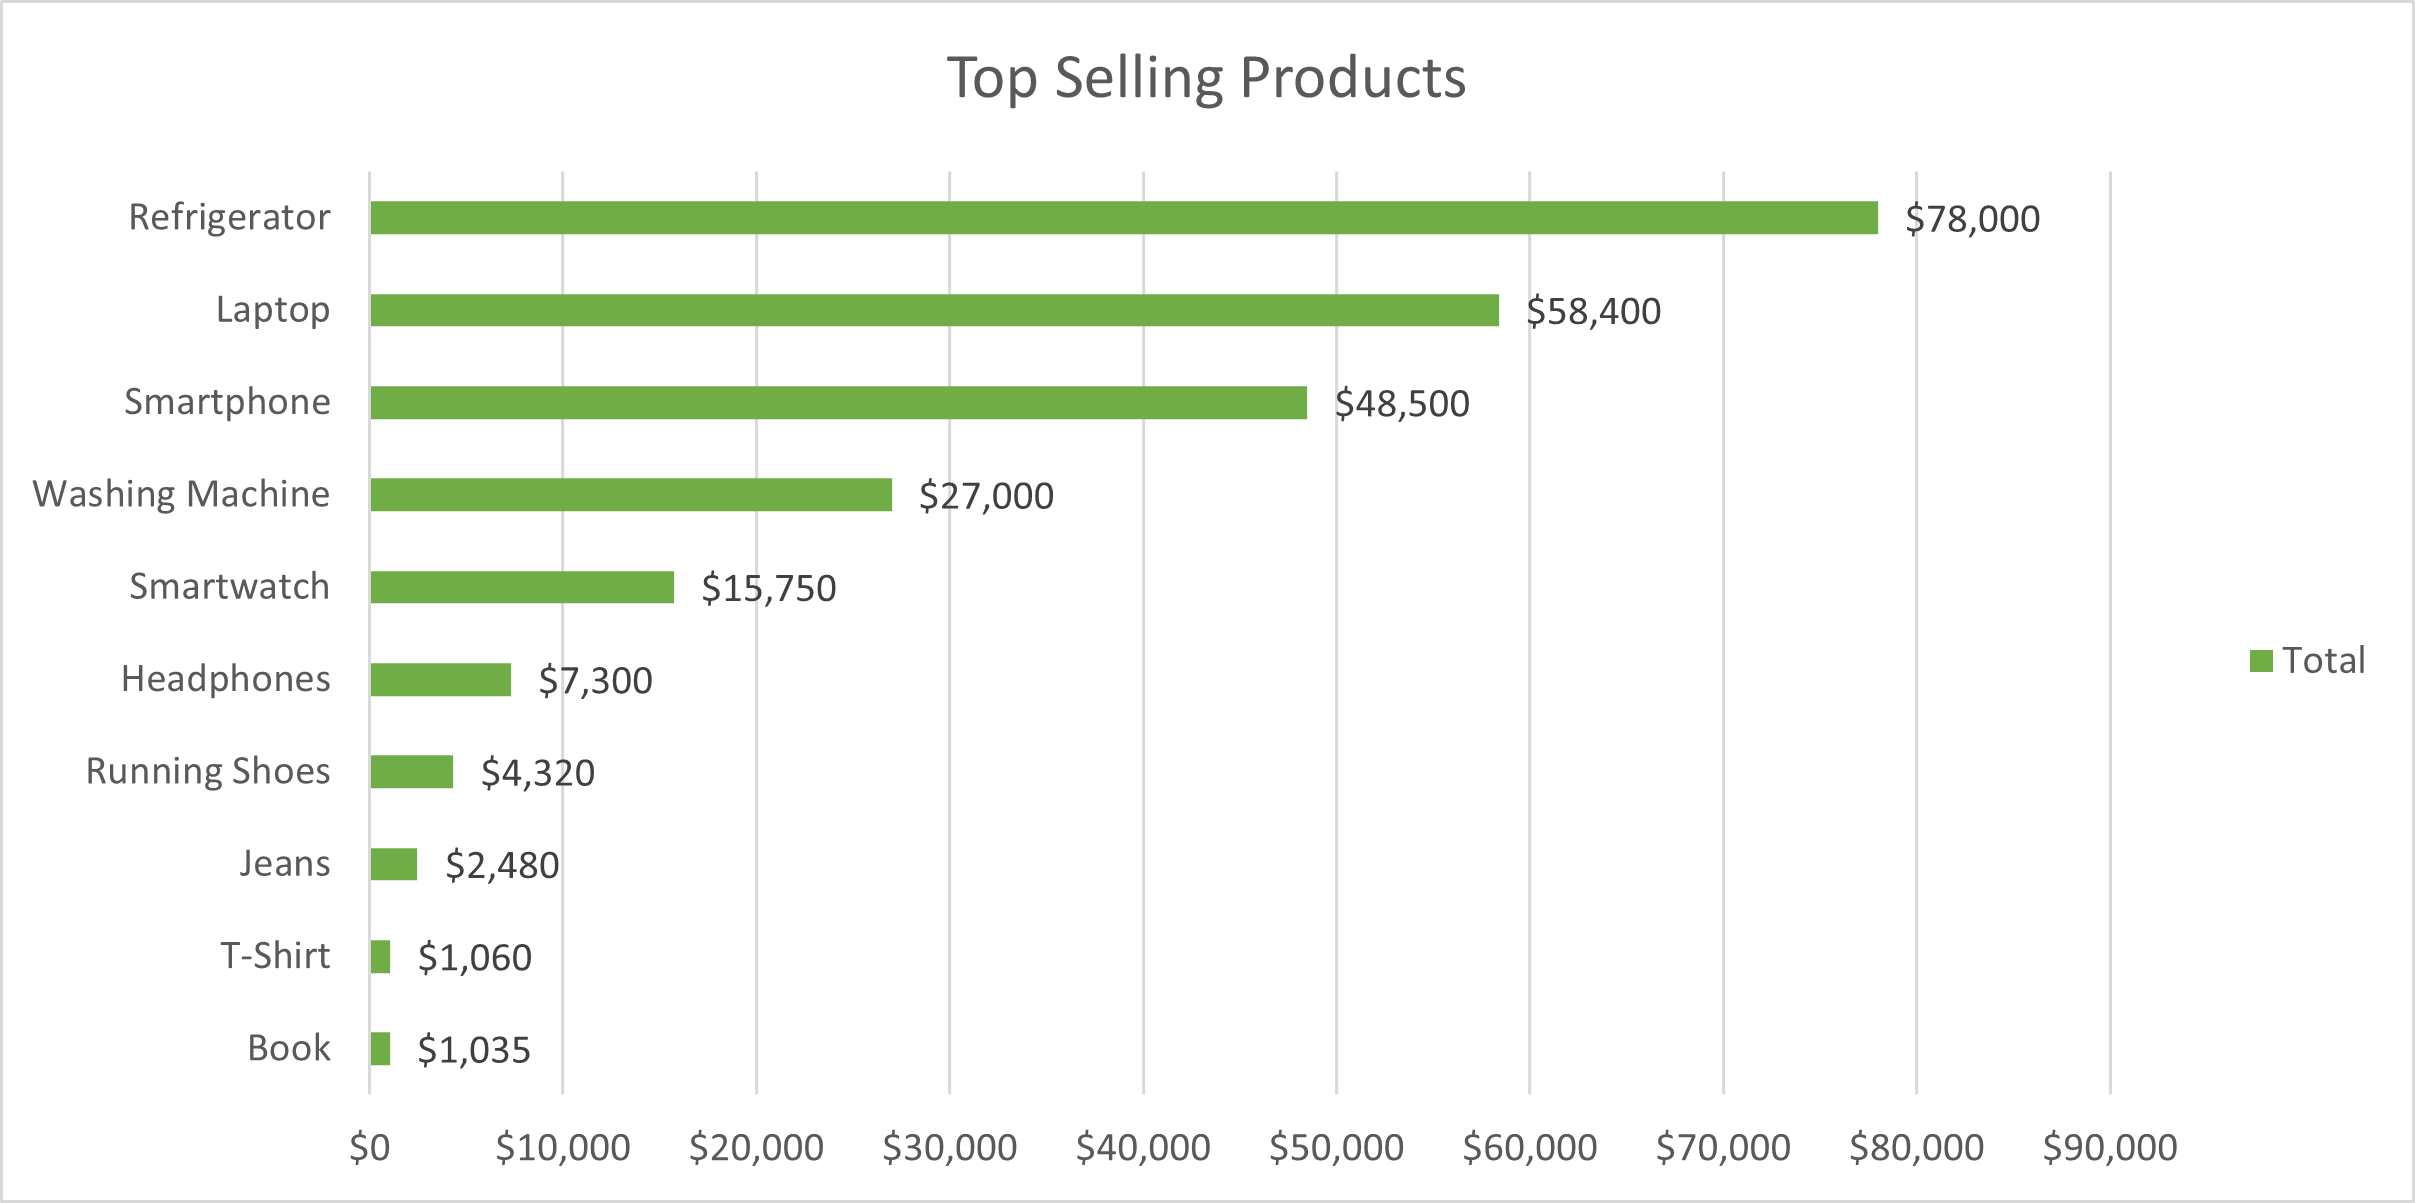 Top Selling Products
Refrigerator $78,000
Laptop $58,400
Smartphone $48,500
Washing Machine $27,000
Smartwatch $15,750
Headphones $7,300
Total
Running Shoes $4,320
Jeans $2,480
T-Shirt $1,060
Book $1,035
$0 $10,000 $20,000 $30,000 $40,000 $50,000 $60,000 $70,000 $80,000 $90,000